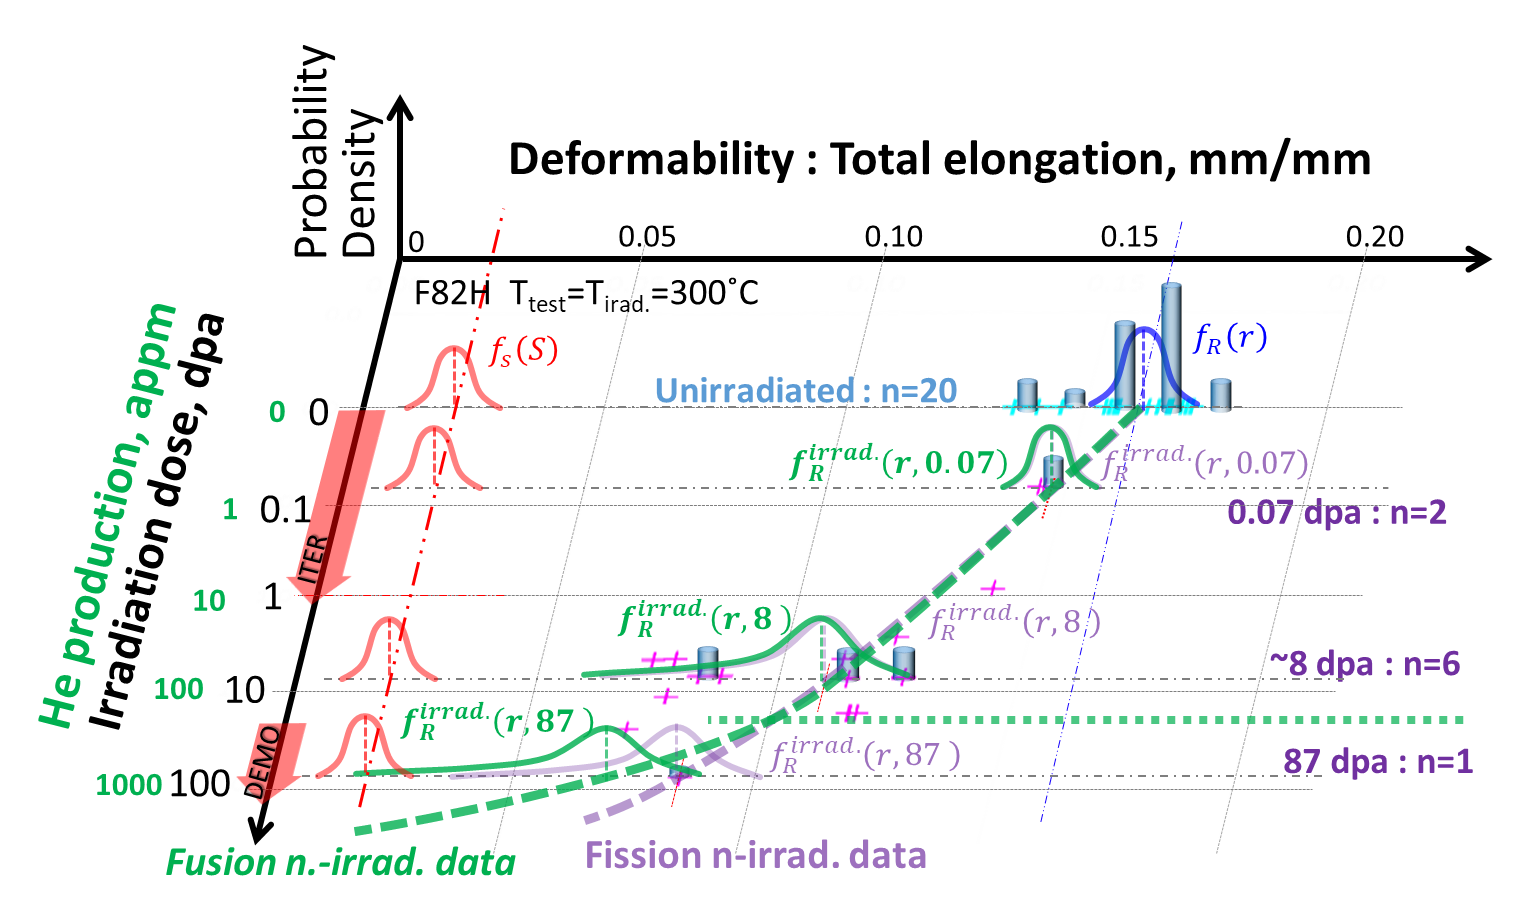 Probability
Density
Deformability : Total elongation, mm/mm
0
0.05
0.10
0.15
0.20
F82H T_test=T_irad.=300˚C
f_s(S)
f_R(r)
Unirradiated : n=20
0 0
f_R^irrad.(r, 0.07)
f_R^irrad.(r, 0.07)
1 0.1
0.07 dpa : n=2
ITER
10 1
f_R^irrad.(r, 8)
f_R^irrad.(r, 8)
~8 dpa : n=6
100 10
f_R^irrad.(r, 87)
f_R^irrad.(r, 87)
87 dpa : n=1
DEMO
1000 100
He production, appm
Irradiation dose, dpa
Fusion n.-irrad. data
Fission n-irrad. data